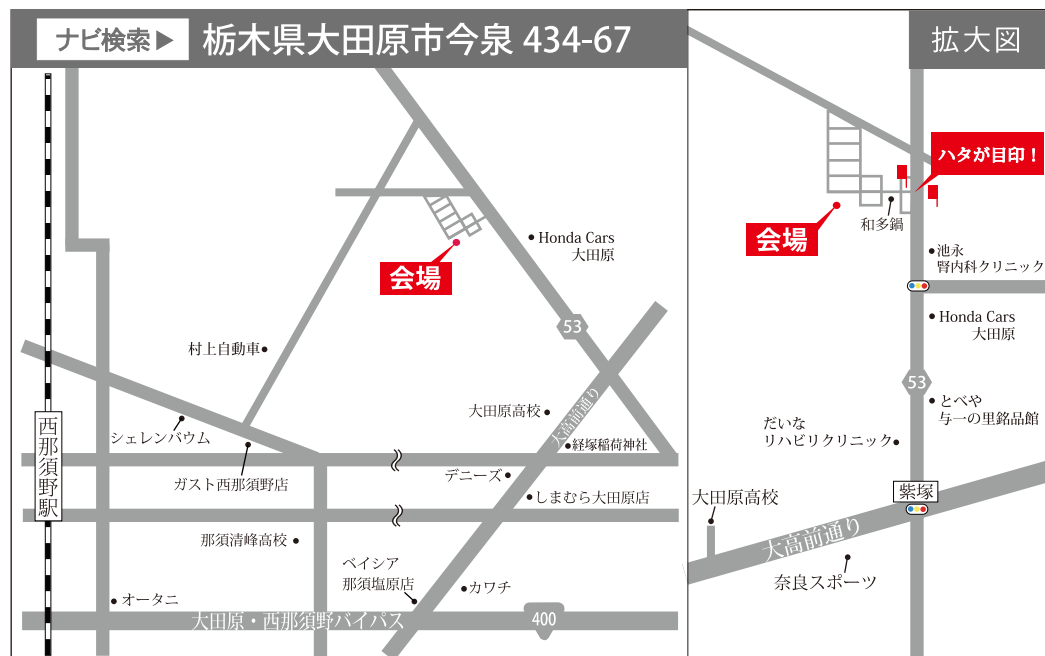 ナビ検索▶ 栃木県大田原市今泉 434-67
Honda Cars
大田原
会場
53
村上自動車
大田原高校
大高前通り
経塚稲荷神社
シェレンバウム
西那須野駅
ガスト西那須野店
デニーズ
しまむら大田原店
那須清峰高校
ベイシア
那須塩原店
カワチ
オータニ
大田原・西那須野バイパス
400
拡大図
ハタが目印！
和多鍋
会場
池永
腎内科クリニック
Honda Cars
大田原
53
とべや
与一の里銘品館
だいな
リハビリクリニック
紫塚
大田原高校
大高前通り
奈良スポーツ